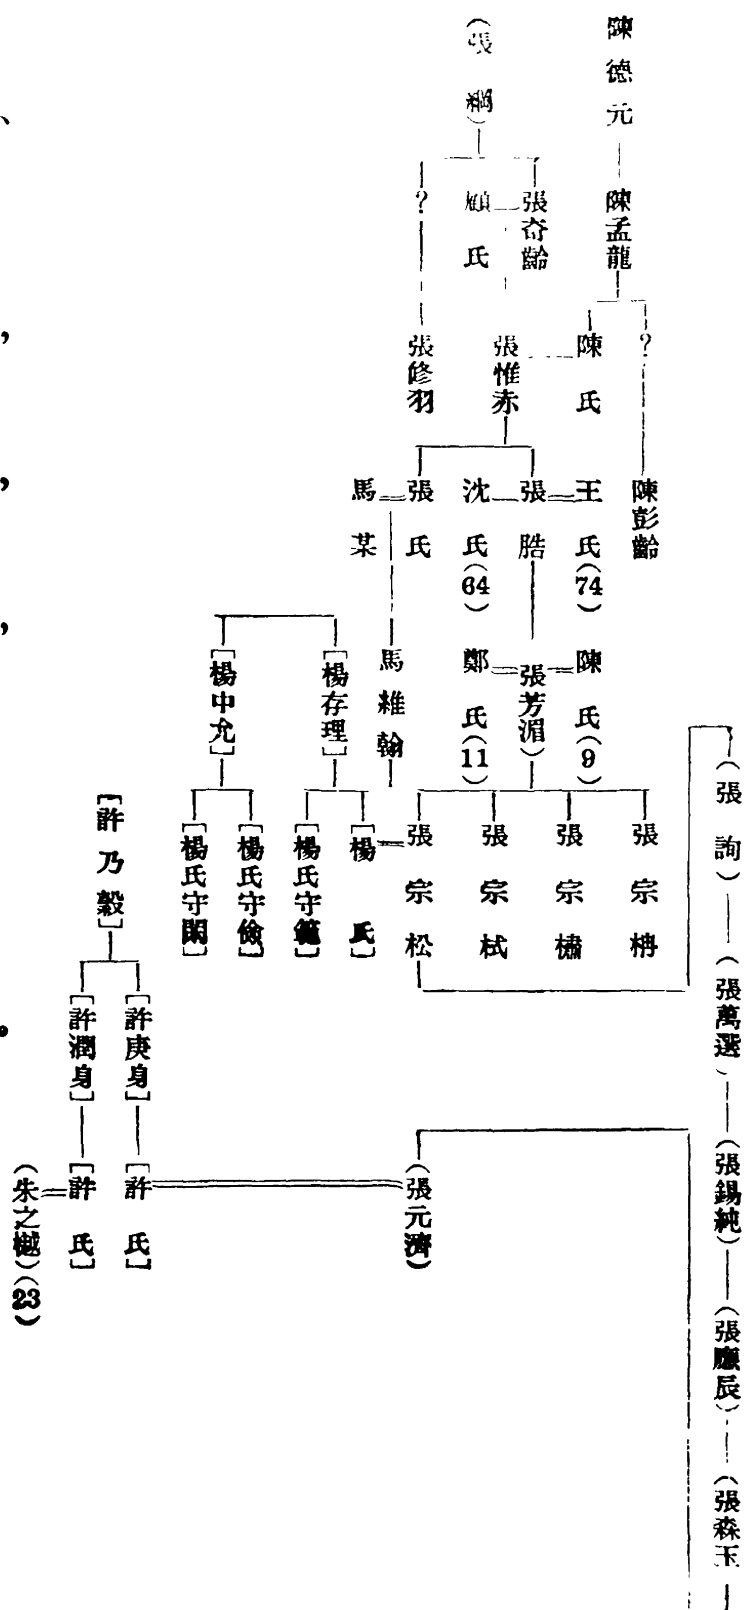 陳德元
陳孟龍
(張綱)
張奇齡
顧氏
?
?
陳氏
張惟赤
張修羽
陳彭齡
王氏(74)
張皓
沈氏(64)
張氏
馬某
陳氏(9)
張芳湄)
鄭氏(11)
馬維翰
[楊存理]
[楊中允]
張宗柟
張宗橚
張宗栻
張宗松
[楊氏]
[楊氏守範]
[楊氏守儉]
[楊氏守閑]
(張詢)
(張萬選)
(張錫純)
(張應辰)
(張森玉
[許乃穀]
[許庚身]
[許潤身]
(張元濟)
[許氏]
[許氏]
(朱之樾)(23)